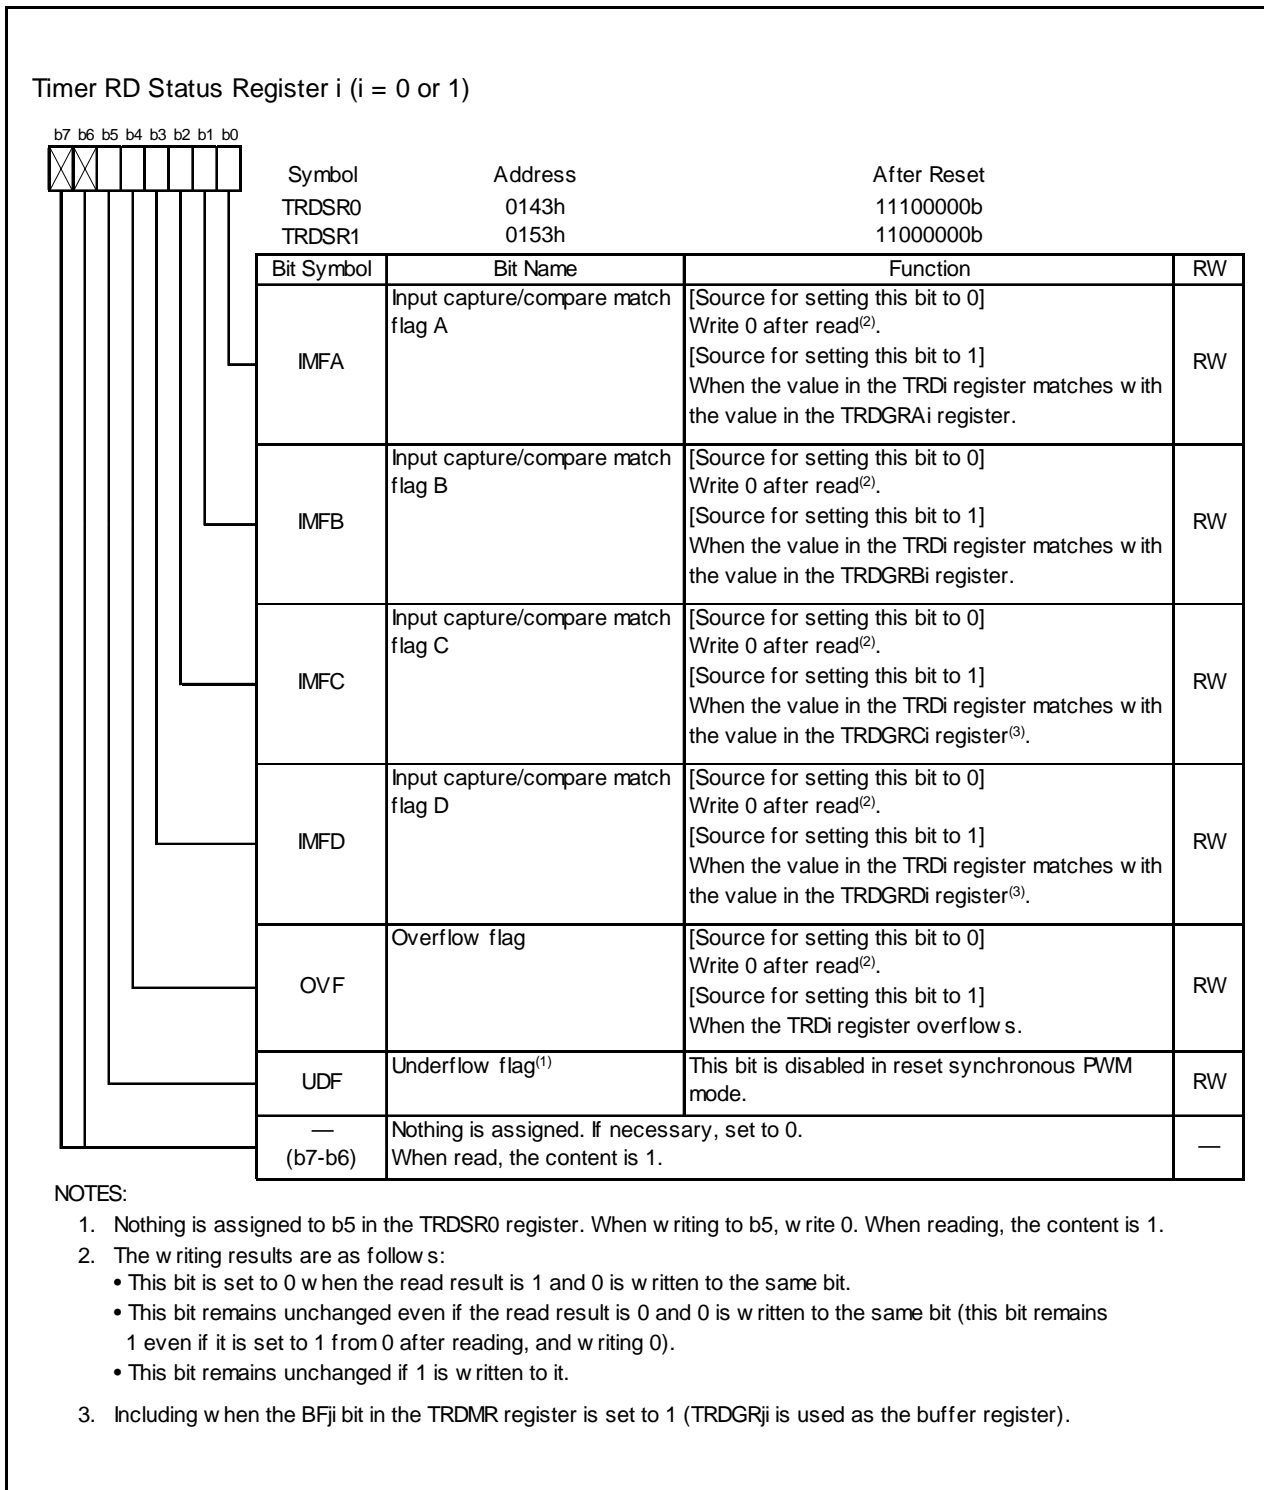 Timer RD Status Register i (i = 0 or 1)
b7 b6 b5 b4 b3 b2 b1 b0
Symbol Address After Reset
TRDSR0 0143h 11100000b
TRDSR1 0153h 11000000b
Bit Symbol Bit Name Function RW
IMFA
Input capture/compare match
flag A
[Source for setting this bit to 0]
Write 0 after read(2).
[Source for setting this bit to 1]
When the value in the TRDi register matches with
the value in the TRDGRAi register.
RW
IMFB
Input capture/compare match
flag B
[Source for setting this bit to 0]
Write 0 after read(2).
[Source for setting this bit to 1]
When the value in the TRDi register matches with
the value in the TRDGRBi register.
RW
IMFC
Input capture/compare match
flag C
[Source for setting this bit to 0]
Write 0 after read(2).
[Source for setting this bit to 1]
When the value in the TRDi register matches with
the value in the TRDGRCi register(3).
RW
IMFD
Input capture/compare match
flag D
[Source for setting this bit to 0]
Write 0 after read(2).
[Source for setting this bit to 1]
When the value in the TRDi register matches with
the value in the TRDGRDi register(3).
RW
OVF
Overflow flag
[Source for setting this bit to 0]
Write 0 after read(2).
[Source for setting this bit to 1]
When the TRDi register overflows.
RW
UDF
Underflow flag(1)
This bit is disabled in reset synchronous PWM
mode.
RW
—
(b7-b6)
Nothing is assigned. If necessary, set to 0.
When read, the content is 1.
—
NOTES:
1. Nothing is assigned to b5 in the TRDSR0 register. When writing to b5, write 0. When reading, the content is 1.
2. The writing results are as follows:
• This bit is set to 0 when the read result is 1 and 0 is written to the same bit.
• This bit remains unchanged even if the read result is 0 and 0 is written to the same bit (this bit remains
1 even if it is set to 1 from 0 after reading, and writing 0).
• This bit remains unchanged if 1 is written to it.
3. Including when the BFji bit in the TRDMR register is set to 1 (TRDGRji is used as the buffer register).